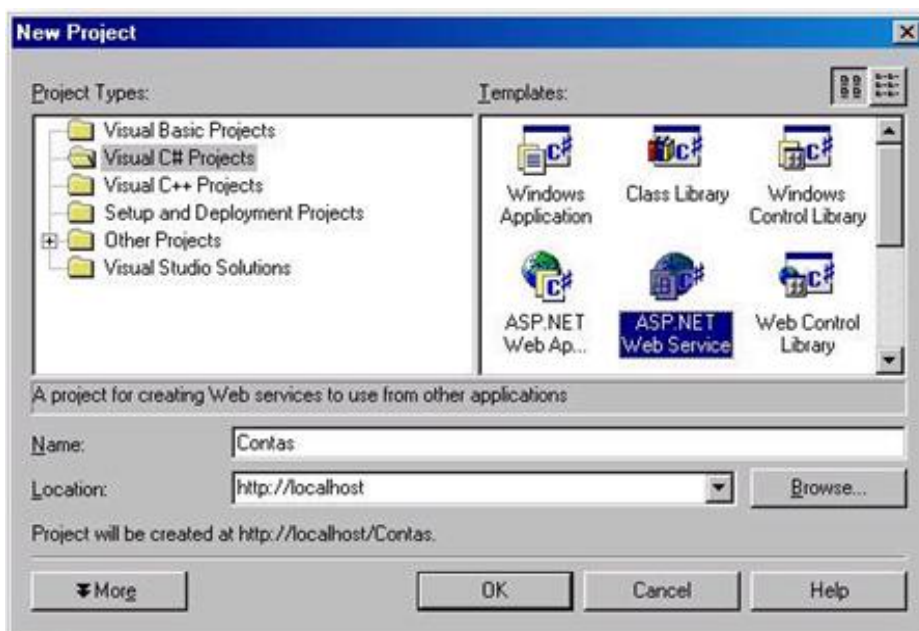 New Project
Project Types:
Templates:
Visual Basic Projects
Visual C# Projects
Visual C++ Projects
Setup and Deployment Projects
Other Projects
Visual Studio Solutions
Windows Application
Class Library
Windows Control Library
ASP.NET Web Ap...
ASP.NET Web Service
Web Control Library
A project for creating Web services to use from other applications
Name:
Contas
Location:
http://localhost
Browse...
Project will be created at http://localhost/Contas.
More
OK
Cancel
Help